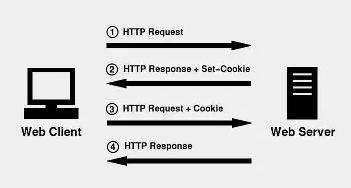 ① HTTP Request
② HTTP Response + Set-Cookie
③ HTTP Request + Cookie
④ HTTP Response
Web Client
Web Server